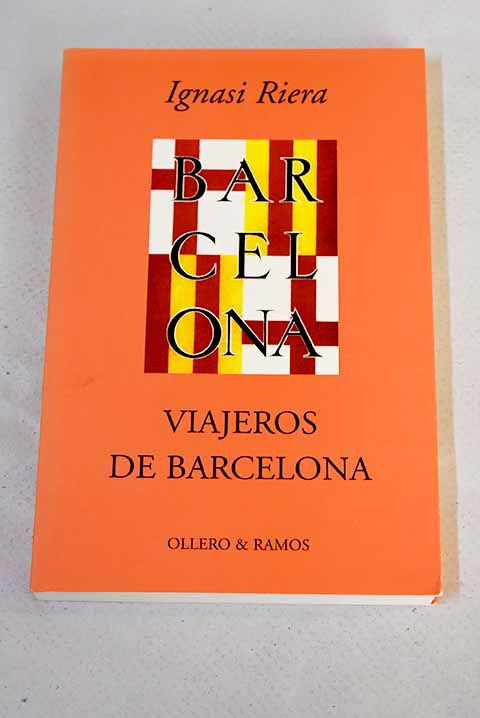 Ignasi Riera
BAR
CEL
ONA
VIAJEROS
DE BARCELONA
OLLERO & RAMOS